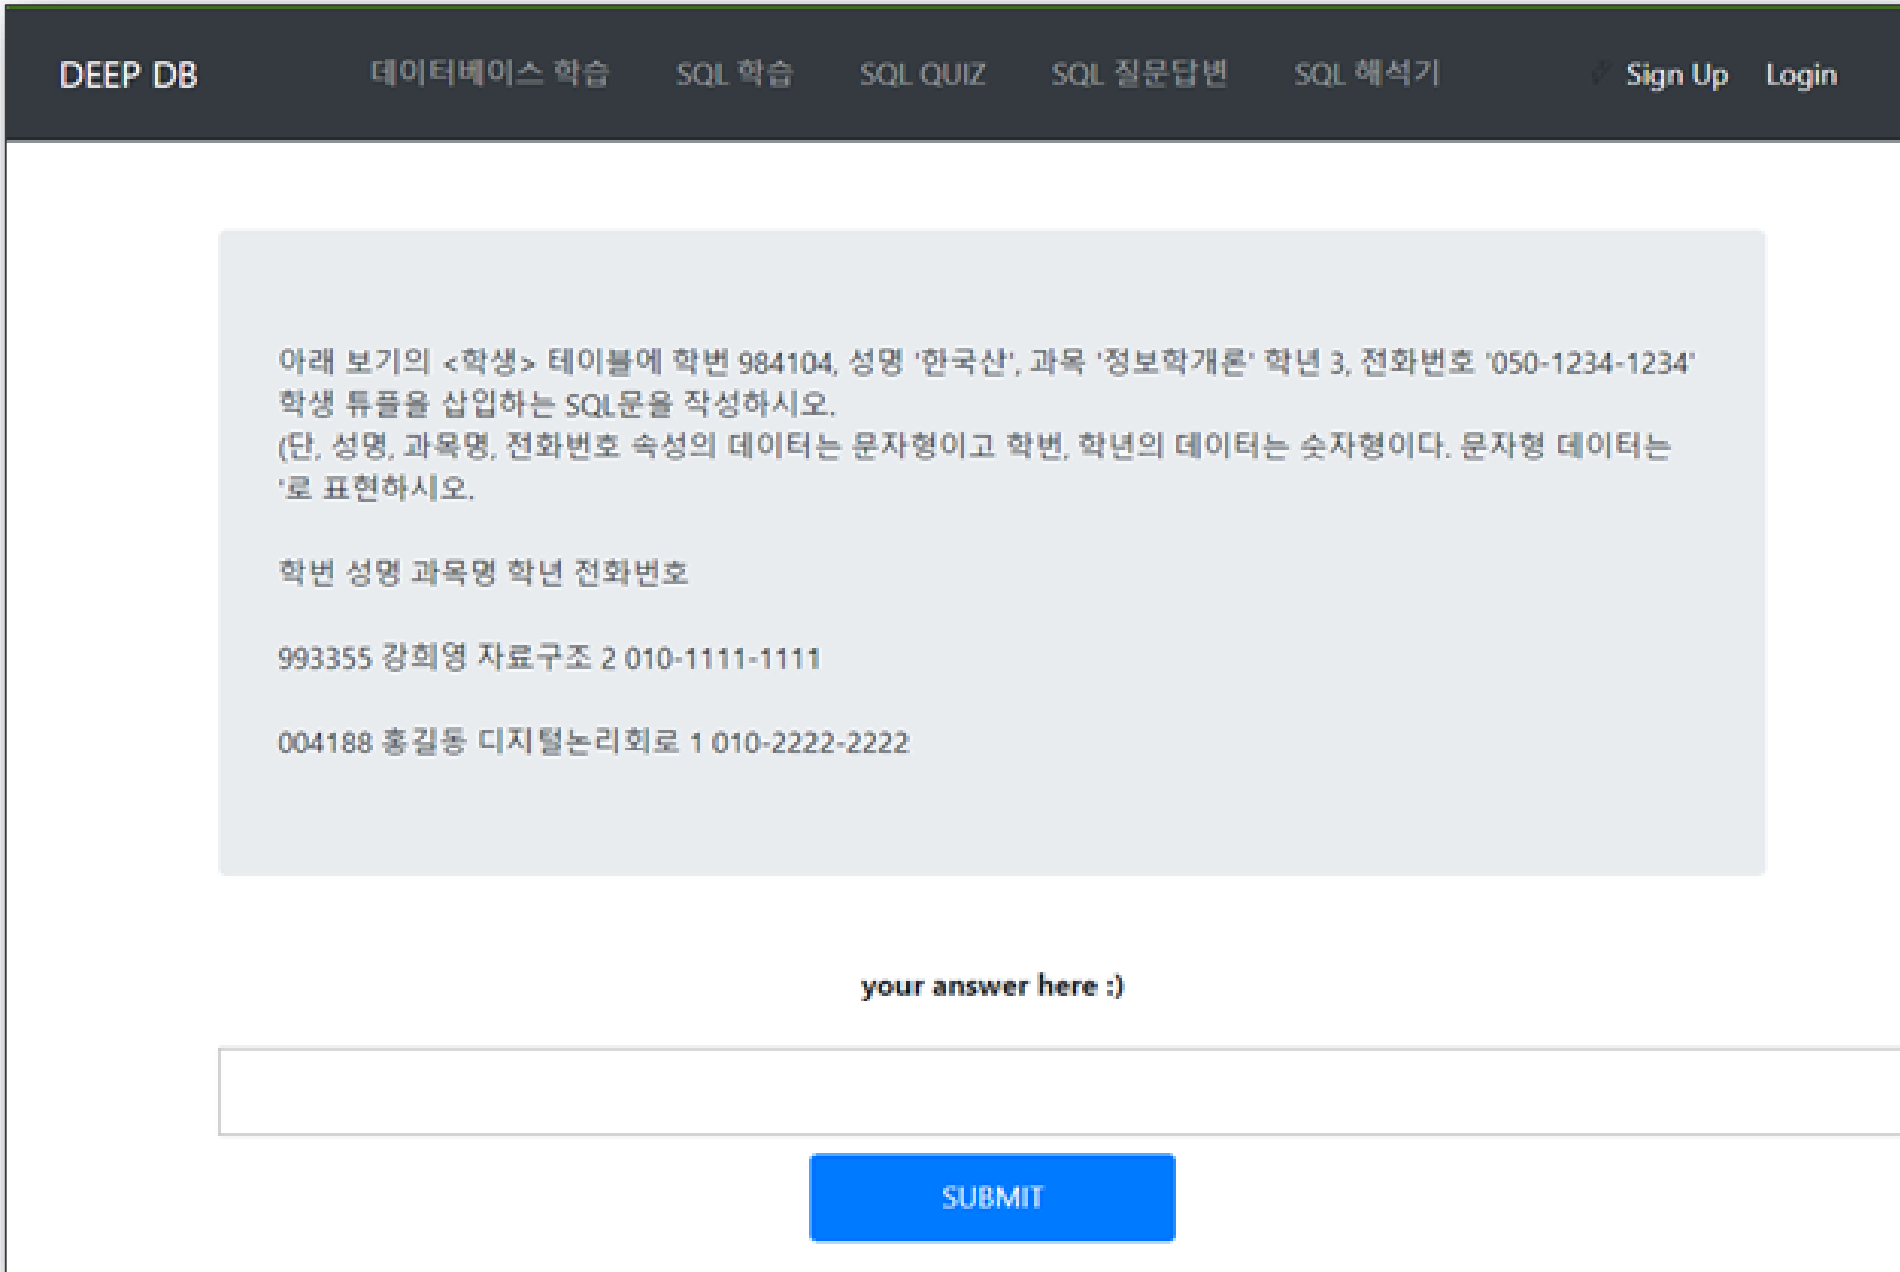 DEEP DB 데이터베이스 학습 SQL 학습 SQL QUIZ SQL 질문답변 SQL 해석기 Sign Up Login
아래 보기의 <학생> 테이블에 학번 984104, 성명 '한국산', 과목 '정보학개론' 학년 3, 전화번호 '050-1234-1234'
학생 튜플을 삽입하는 SQL문을 작성하시오.
(단, 성명, 과목명, 전화번호 속성의 데이터는 문자형이고 학번, 학년의 데이터는 숫자형이다. 문자형 데이터는
'로 표현하시오.
학번 성명 과목명 학년 전화번호
993355 강희영 자료구조 2 010-1111-1111
004188 홍길동 디지털논리회로 1 010-2222-2222
your answer here :)
SUBMIT